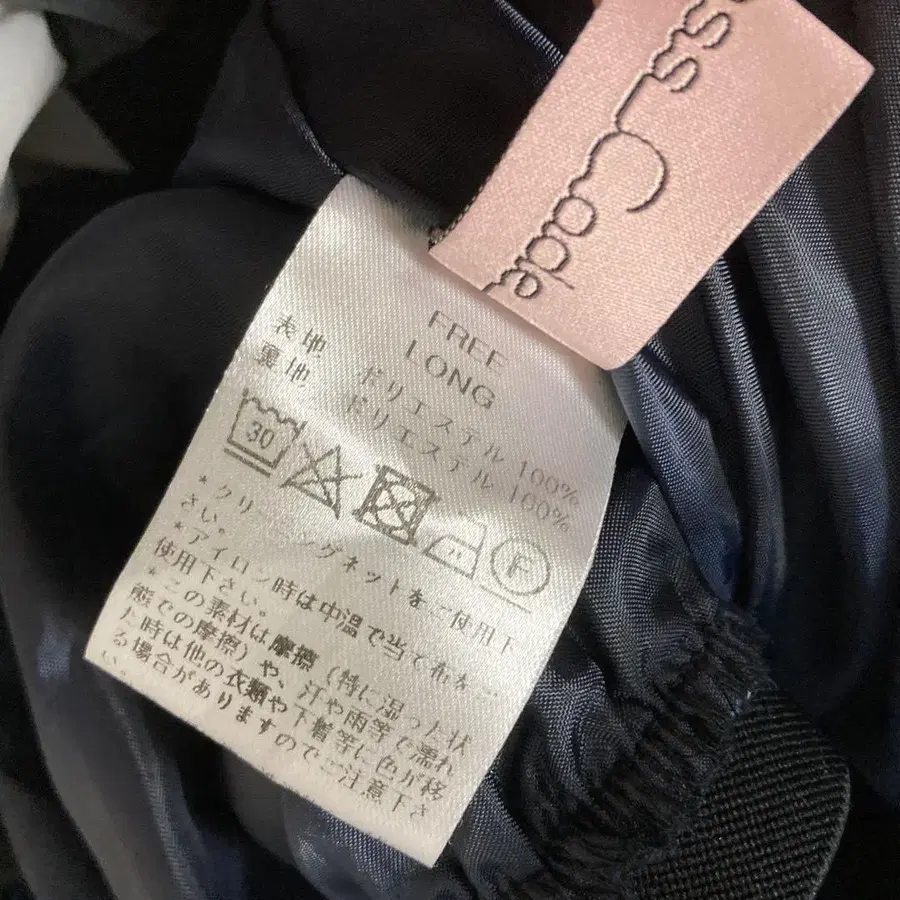 ss_Code
FREE
LONG
表地 ポリエステル 100%
裏地 ポリエステル 100%
30
F
*クリーニングネットをご使用下
さい。
*アイロン時は中温で当て布を…
使用下さい。
*この素材は摩擦(特に湿った状
態での摩擦)や、汗や雨等で濡れ
た時は他の衣類や下着等に色が移
る場合がありますのでご注意下さ
い。